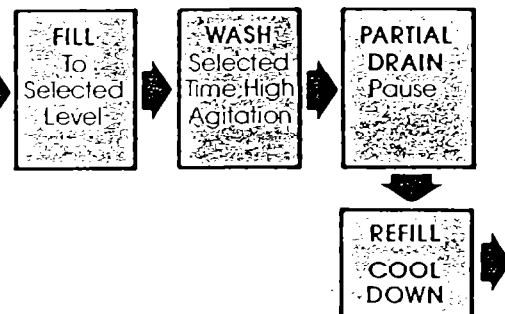 FILL
To
Selected
Level
WASH
Selected
Time High
Agitation
PARTIAL
DRAIN
Pause
REFILL
COOL
DOWN